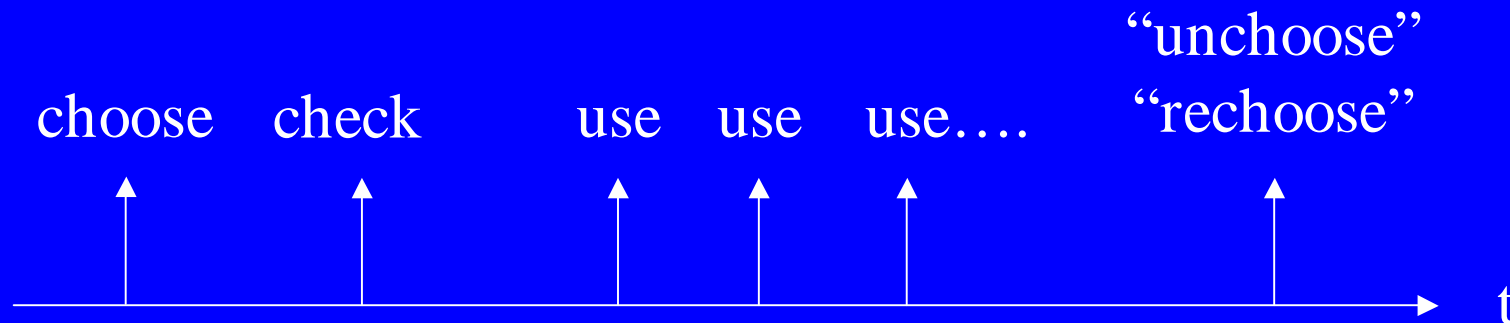 “unchoose”
choose check use use use…. “rechoose”
t